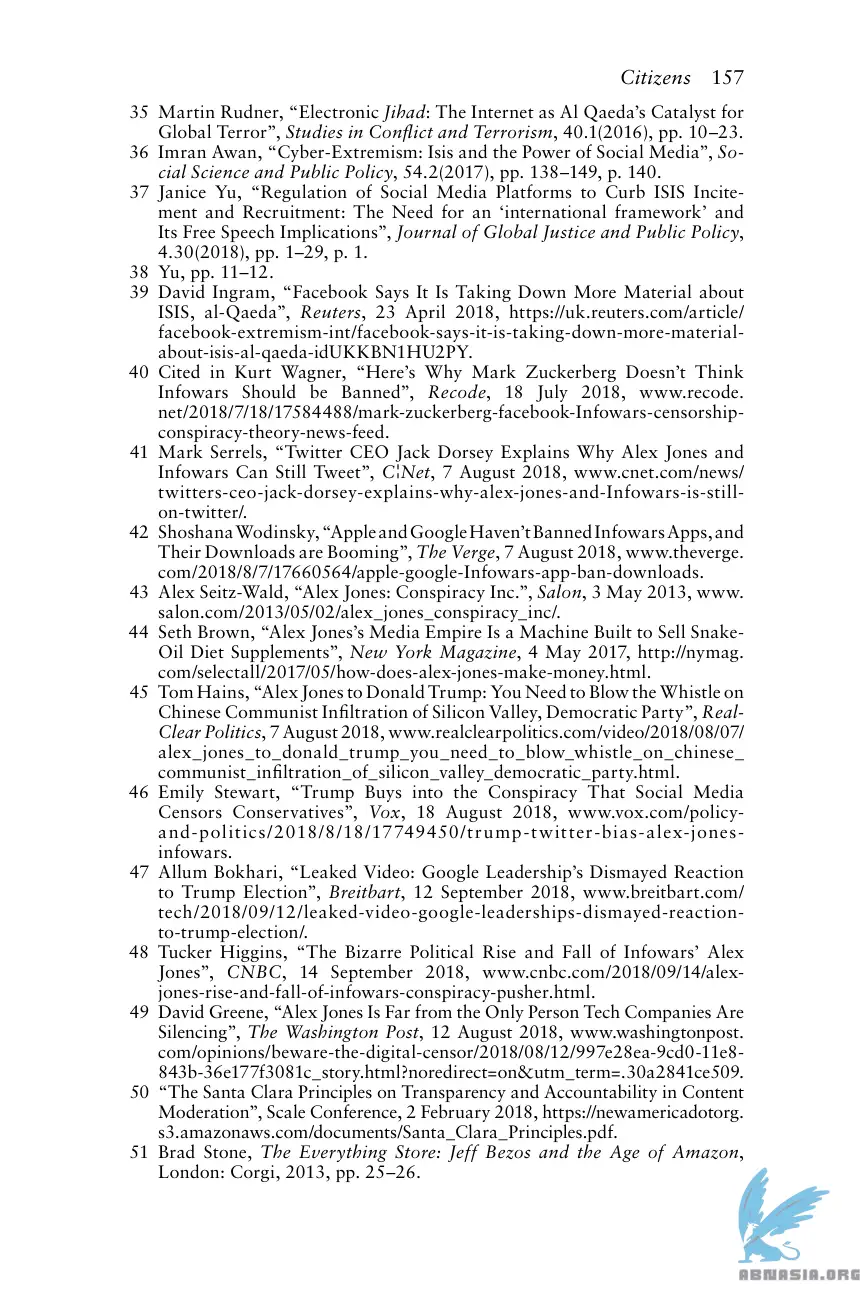 Citizens 157
35 Martin Rudner, “Electronic Jihad: The Internet as Al Qaeda’s Catalyst for
Global Terror”, Studies in Conflict and Terrorism, 40.1(2016), pp. 10–23.
36 Imran Awan, “Cyber-Extremism: Isis and the Power of Social Media”, So-
cial Science and Public Policy, 54.2(2017), pp. 138–149, p. 140.
37 Janice Yu, “Regulation of Social Media Platforms to Curb ISIS Incite-
ment and Recruitment: The Need for an ‘international framework’ and
Its Free Speech Implications”, Journal of Global Justice and Public Policy,
4.30(2018), pp. 1–29, p. 1.
38 Yu, pp. 11–12.
39 David Ingram, “Facebook Says It Is Taking Down More Material about
ISIS, al-Qaeda”, Reuters, 23 April 2018, https://uk.reuters.com/article/
facebook-extremism-int/facebook-says-it-is-taking-down-more-material-
about-isis-al-qaeda-idUKKBN1HU2PY.
40 Cited in Kurt Wagner, “Here’s Why Mark Zuckerberg Doesn’t Think
Infowars Should be Banned”, Recode, 18 July 2018, www.recode.
net/2018/7/18/17584488/mark-zuckerberg-facebook-Infowars-censorship-
conspiracy-theory-news-feed.
41 Mark Serrels, “Twitter CEO Jack Dorsey Explains Why Alex Jones and
Infowars Can Still Tweet”, C¦Net, 7 August 2018, www.cnet.com/news/
twitters-ceo-jack-dorsey-explains-why-alex-jones-and-Infowars-is-still-
on-twitter/.
42 Shoshana Wodinsky, “Apple and Google Haven’t Banned Infowars Apps, and
Their Downloads are Booming”, The Verge, 7 August 2018, www.theverge.
com/2018/8/7/17660564/apple-google-Infowars-app-ban-downloads.
43 Alex Seitz-Wald, “Alex Jones: Conspiracy Inc.”, Salon, 3 May 2013, www.
salon.com/2013/05/02/alex_jones_conspiracy_inc/.
44 Seth Brown, “Alex Jones’s Media Empire Is a Machine Built to Sell Snake-
Oil Diet Supplements”, New York Magazine, 4 May 2017, http://nymag.
com/selectall/2017/05/how-does-alex-jones-make-money.html.
45 Tom Hains, “Alex Jones to Donald Trump: You Need to Blow the Whistle on
Chinese Communist Infiltration of Silicon Valley, Democratic Party”, Real-
Clear Politics, 7 August 2018, www.realclearpolitics.com/video/2018/08/07/
alex_jones_to_donald_trump_you_need_to_blow_whistle_on_chinese_
communist_infiltration_of_silicon_valley_democratic_party.html.
46 Emily Stewart, “Trump Buys into the Conspiracy That Social Media
Censors Conservatives”, Vox, 18 August 2018, www.vox.com/policy-
and-politics/2018/8/18/17749450/trump-twitter-bias-alex-jones-
infowars.
47 Allum Bokhari, “Leaked Video: Google Leadership’s Dismayed Reaction
to Trump Election”, Breitbart, 12 September 2018, www.breitbart.com/
tech/2018/09/12/leaked-video-google-leaderships-dismayed-reaction-
to-trump-election/.
48 Tucker Higgins, “The Bizarre Political Rise and Fall of Infowars’ Alex
Jones”, CNBC, 14 September 2018, www.cnbc.com/2018/09/14/alex-
jones-rise-and-fall-of-infowars-conspiracy-pusher.html.
49 David Greene, “Alex Jones Is Far from the Only Person Tech Companies Are
Silencing”, The Washington Post, 12 August 2018, www.washingtonpost.
com/opinions/beware-the-digital-censor/2018/08/12/997e28ea-9cd0-11e8-
843b-36e177f3081c_story.html?noredirect=on&utm_term=.30a2841ce509.
50 “The Santa Clara Principles on Transparency and Accountability in Content
Moderation”, Scale Conference, 2 February 2018, https://newamericadotorg.
s3.amazonaws.com/documents/Santa_Clara_Principles.pdf.
51 Brad Stone, The Everything Store: Jeff Bezos and the Age of Amazon,
London: Corgi, 2013, pp. 25–26.
ABNASIA.ORG